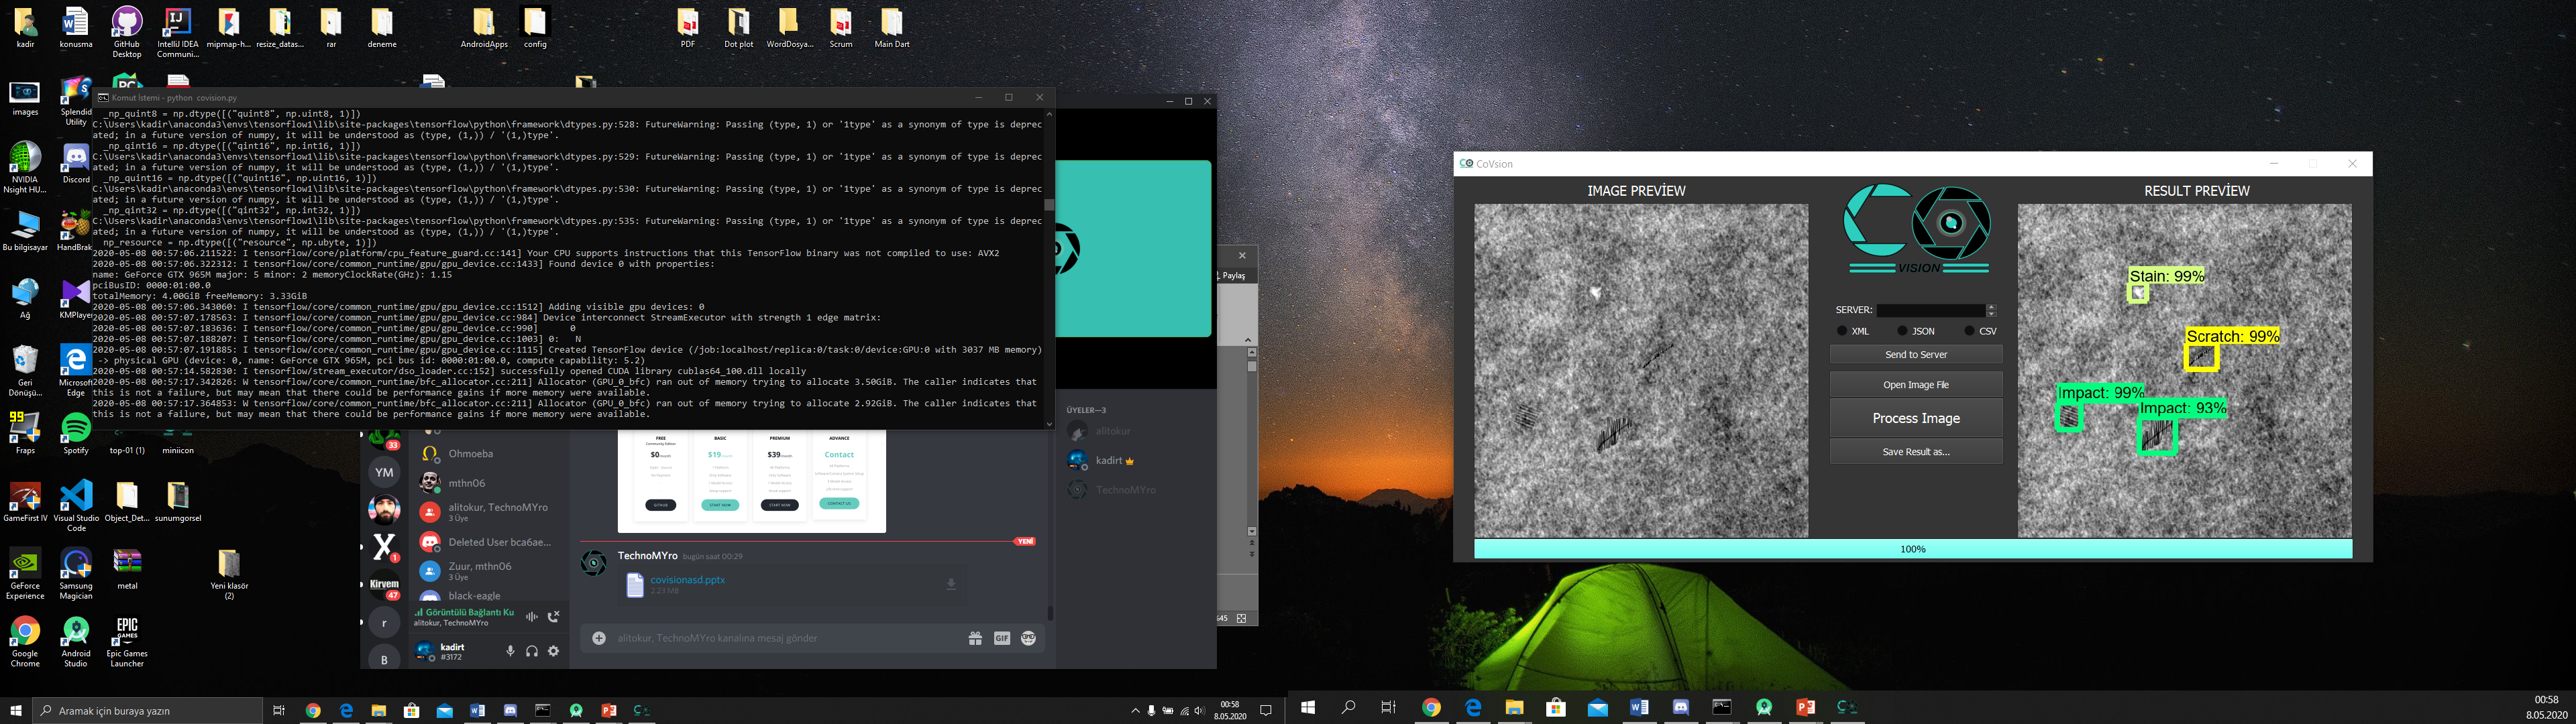 kadir
konusma
GitHub Desktop
IntelliJ IDEA Communi...
mipmap-h...
resize_datas...
rar
deneme
AndroidApps
config
PDF
Dot plot
WordDosya...
Scrum
Main Dart
images
Splendid Utility
NVIDIA Nsight HU...
Discord
Bu bilgisayar
HandBrak
Ağ
KMPlayer
Geri Dönüşü...
Microsoft Edge
Fraps
Spotify
top-01 (1)
miniicon
GameFirst IV
Visual Studio Code
Object_Det...
sunumgorsel
GeForce Experience
Samsung Magician
metal
Yeni klasör (2)
Google Chrome
Android Studio
Epic Games Launcher
Komut İstemi - python  covision.py
_np_quint8 = np.dtype([("quint8", np.uint8, 1)])
C:\Users\kadir\anaconda3\envs\tensorflow1\lib\site-packages\tensorflow\python\framework\dtypes.py:528: FutureWarning: Passing (type, 1) or '1type' as a synonym of type is deprec
ated; in a future version of numpy, it will be understood as (type, (1,)) / '(1,)type'.
_np_qint16 = np.dtype([("qint16", np.int16, 1)])
C:\Users\kadir\anaconda3\envs\tensorflow1\lib\site-packages\tensorflow\python\framework\dtypes.py:529: FutureWarning: Passing (type, 1) or '1type' as a synonym of type is deprec
ated; in a future version of numpy, it will be understood as (type, (1,)) / '(1,)type'.
_np_quint16 = np.dtype([("quint16", np.uint16, 1)])
C:\Users\kadir\anaconda3\envs\tensorflow1\lib\site-packages\tensorflow\python\framework\dtypes.py:530: FutureWarning: Passing (type, 1) or '1type' as a synonym of type is deprec
ated; in a future version of numpy, it will be understood as (type, (1,)) / '(1,)type'.
_np_qint32 = np.dtype([("qint32", np.int32, 1)])
C:\Users\kadir\anaconda3\envs\tensorflow1\lib\site-packages\tensorflow\python\framework\dtypes.py:535: FutureWarning: Passing (type, 1) or '1type' as a synonym of type is deprec
ated; in a future version of numpy, it will be understood as (type, (1,)) / '(1,)type'.
np_resource = np.dtype([("resource", np.ubyte, 1)])
2020-05-08 00:57:06.211522: I tensorflow/core/platform/cpu_feature_guard.cc:141] Your CPU supports instructions that this TensorFlow binary was not compiled to use: AVX2
2020-05-08 00:57:06.322312: I tensorflow/core/common_runtime/gpu/gpu_device.cc:1433] Found device 0 with properties:
name: GeForce GTX 965M major: 5 minor: 2 memoryClockRate(GHz): 1.15
pciBusID: 0000:01:00.0
totalMemory: 4.00GiB freeMemory: 3.33GiB
2020-05-08 00:57:06.343060: I tensorflow/core/common_runtime/gpu/gpu_device.cc:1512] Adding visible gpu devices: 0
2020-05-08 00:57:07.178563: I tensorflow/core/common_runtime/gpu/gpu_device.cc:984] Device interconnect StreamExecutor with strength 1 edge matrix:
2020-05-08 00:57:07.183636: I tensorflow/core/common_runtime/gpu/gpu_device.cc:990]      0
2020-05-08 00:57:07.188207: I tensorflow/core/common_runtime/gpu/gpu_device.cc:1003] 0:   N
2020-05-08 00:57:07.191885: I tensorflow/core/common_runtime/gpu/gpu_device.cc:1115] Created TensorFlow device (/job:localhost/replica:0/task:0/device:GPU:0 with 3037 MB memory)
-> physical GPU (device: 0, name: GeForce GTX 965M, pci bus id: 0000:01:00.0, compute capability: 5.2)
2020-05-08 00:57:14.582830: I tensorflow/stream_executor/dso_loader.cc:152] successfully opened CUDA library cublas64_100.dll locally
2020-05-08 00:57:17.342826: W tensorflow/core/common_runtime/bfc_allocator.cc:211] Allocator (GPU_0_bfc) ran out of memory trying to allocate 3.50GiB. The caller indicates that
this is not a failure, but may mean that there could be performance gains if more memory were available.
2020-05-08 00:57:17.364853: W tensorflow/core/common_runtime/bfc_allocator.cc:211] Allocator (GPU_0_bfc) ran out of memory trying to allocate 2.92GiB. The caller indicates that
this is not a failure, but may mean that there could be performance gains if more memory were available.
Paylaş
33
YM
1
Kirvem
47
r
B
Ohmoeba
mthn06
alitokur, TechnoMYro
3 Üye
Deleted User bca6ae...
Zuur, mthn06
3 Üye
black-eagle
Görüntülü Bağlantı Ku
alitokur, TechnoMYro
kadirt
#3172
FREE
Community Edition
$0
BASIC
$19
PREMIUM
$39
ADVANCE
Contact
GITHUB
START NOW
START NOW
CONTACT US
YENİ
TechnoMYro bugün saat 00:29
covisionasd.pptx
2.23 MB
alitokur, TechnoMYro kanalına mesaj gönder
GIF
ÜYELER—3
alitokur
kadirt
TechnoMYro
%45
CoVsion
IMAGE PREVİEW
RESULT PREVİEW
VISION
SERVER:
XML
JSON
CSV
Send to Server
Open Image File
Process Image
Save Result as...
Stain: 99%
Scratch: 99%
Impact: 99%
Impact: 93%
100%
Aramak için buraya yazın
00:58
8.05.2020
00:58
8.05.2020